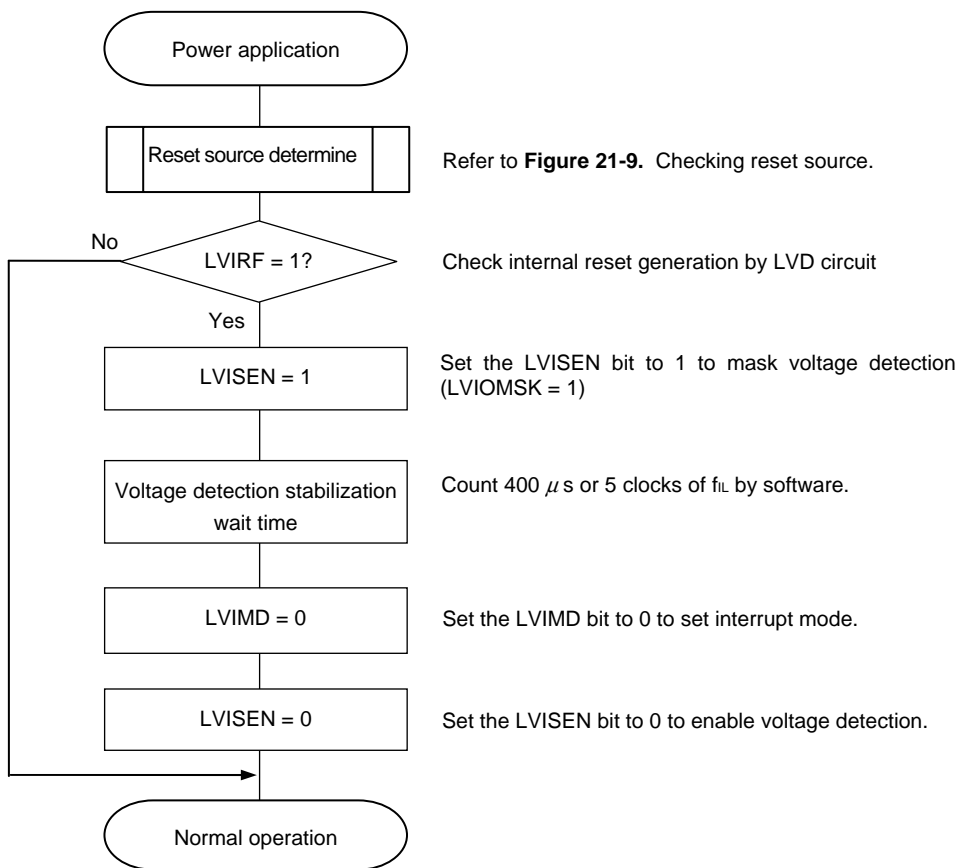 Power application
Reset source determine
Refer to Figure 21-9. Checking reset source.
No
LVIRF = 1?
Check internal reset generation by LVD circuit
Yes
LVISEN = 1
Set the LVISEN bit to 1 to mask voltage detection
(LVIOMSK = 1)
Voltage detection stabilization
wait time
Count 400 μs or 5 clocks of fIL by software.
LVIMD = 0
Set the LVIMD bit to 0 to set interrupt mode.
LVISEN = 0
Set the LVISEN bit to 0 to enable voltage detection.
Normal operation